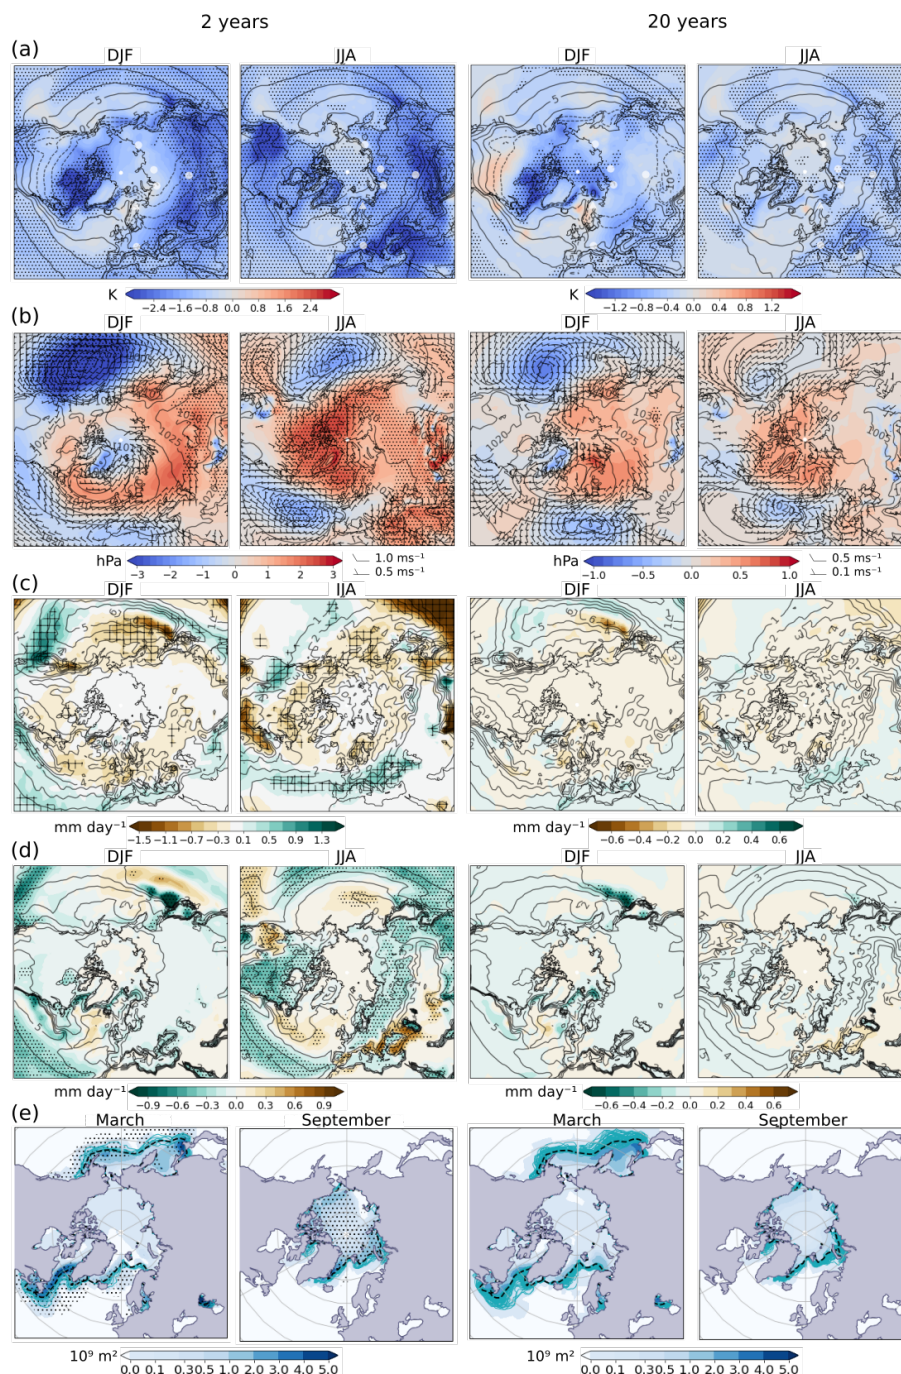 2 years 20 years
(a)
DJF JJA DJF JJA
K −2.4 −1.6 −0.8 0.0 0.8 1.6 2.4 K −1.2 −0.8 −0.4 0.0 0.4 0.8 1.2
(b)
DJF JJA DJF JJA
hPa −3 −2 −1 0 1 2 3 1.0 ms⁻¹ 0.5 ms⁻¹ hPa −1.0 −0.5 0.0 0.5 1.0 0.5 ms⁻¹ 0.1 ms⁻¹
(c)
DJF JJA DJF JJA
mm day⁻¹ −1.5 −1.1 −0.7 −0.3 0.1 0.5 0.9 1.3 mm day⁻¹ −0.6 −0.4 −0.2 0.0 0.2 0.4 0.6
(d)
DJF JJA DJF JJA
mm day⁻¹ −0.9 −0.3 0.0 0.3 0.9 mm day⁻¹ −0.6 −0.4 −0.2 0.0 0.2 0.4 0.6
(e)
March September March September
10⁹ m² 0.0 0.1 0.3 0.5 1.0 2.0 3.0 4.0 5.0 10⁹ m² 0.0 0.1 0.3 0.5 1.0 2.0 3.0 4.0 5.0